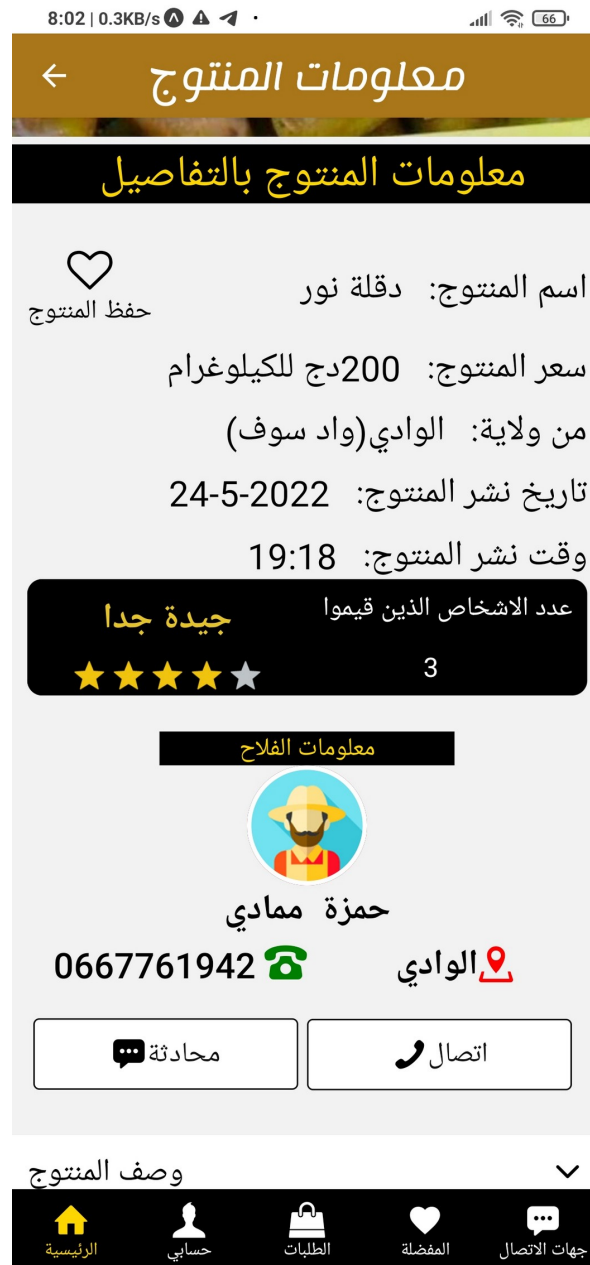 8:02 | 0.3KB/s
66
معلومات المنتوج
معلومات المنتوج بالتفاصيل
اسم المنتوج: دقلة نور
حفظ المنتوج
سعر المنتوج: 200دج للكيلوغرام
من ولاية: الوادي(واد سوف)
تاريخ نشر المنتوج: 2022-5-24
وقت نشر المنتوج: 19:18
عدد الاشخاص الذين قيموا
جيدة جدا
3
معلومات الفلاح
حمزة ممادي
الوادي
0667761942
اتصال
محادثة
وصف المنتوج
جهات الاتصال
المفضلة
الطلبات
حسابي
الرئيسية